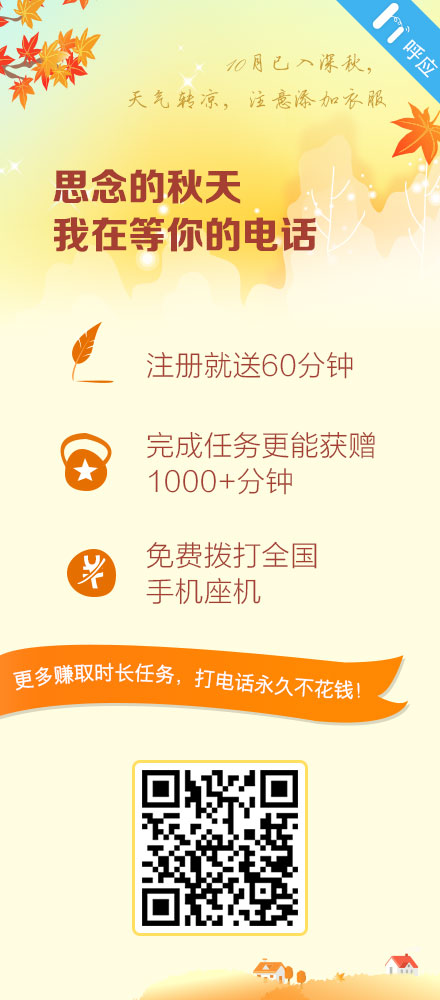 呼应
10月已入深秋，
天气转凉，注意添加衣服
思念的秋天
我在等你的电话
注册就送60分钟
完成任务更能获赠
1000+分钟
免费拨打全国
手机座机
更多赚取时长任务，打电话永久不花钱！